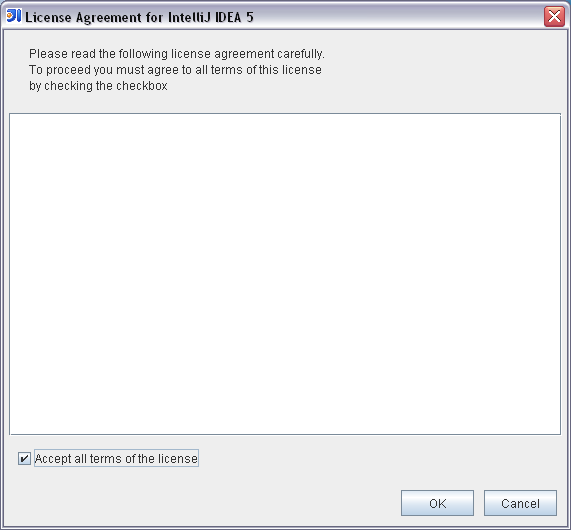 License Agreement for IntelliJ IDEA 5
Please read the following license agreement carefully.
To proceed you must agree to all terms of this license
by checking the checkbox
Accept all terms of the license
OK
Cancel